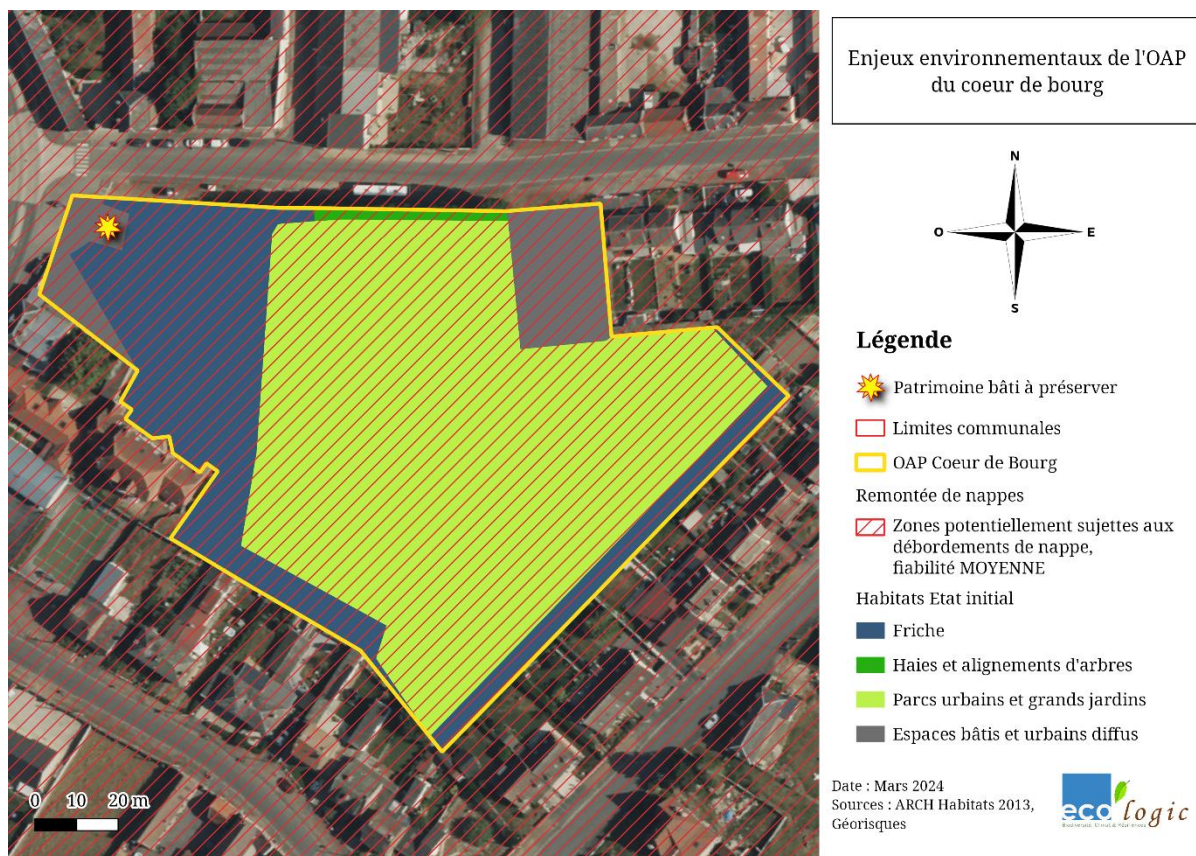 Enjeux environnementaux de l'OAP
du coeur de bourg
N
O
E
S
Légende
Patrimoine bâti à préserver
Limites communales
OAP Coeur de Bourg
Remontée de nappes
Zones potentiellement sujettes aux
débordements de nappe,
fiabilité MOYENNE
Habitats Etat initial
Friche
Haies et alignements d'arbres
Parcs urbains et grands jardins
Espaces bâtis et urbains diffus
0 10 20 m
Date : Mars 2024
Sources : ARCH Habitats 2013,
Géorisques
eco logic